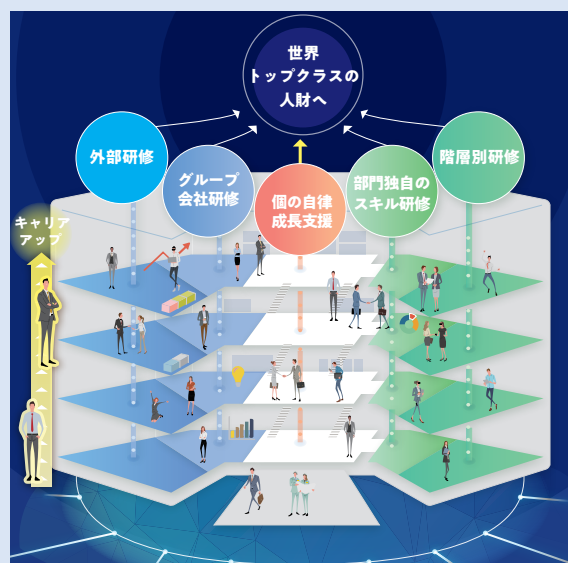 世界
トップクラスの
人財へ
外部研修
グループ
会社研修
個の自律
成長支援
部門独自の
スキル研修
階層別研修
キャリア
アップ